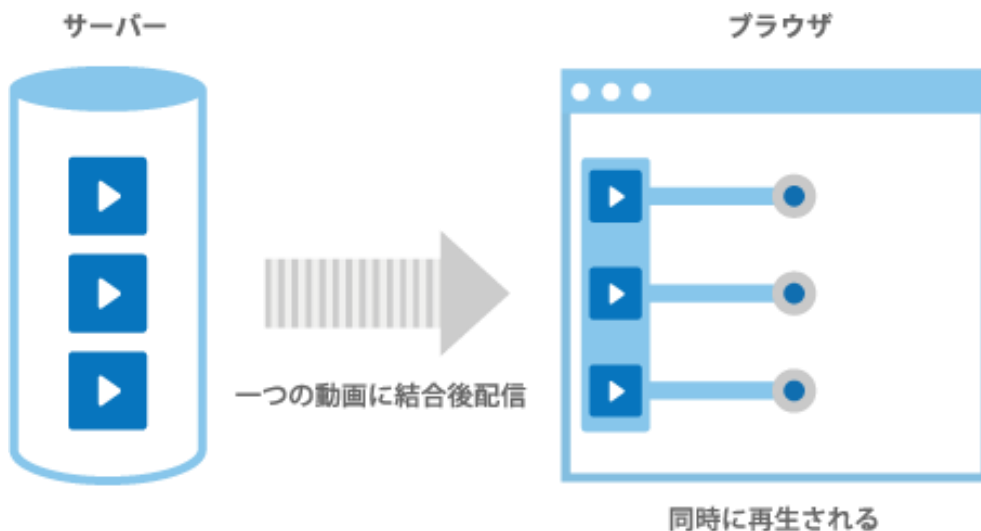 サーバー
ブラウザ
一つの動画に結合後配信
同時に再生される